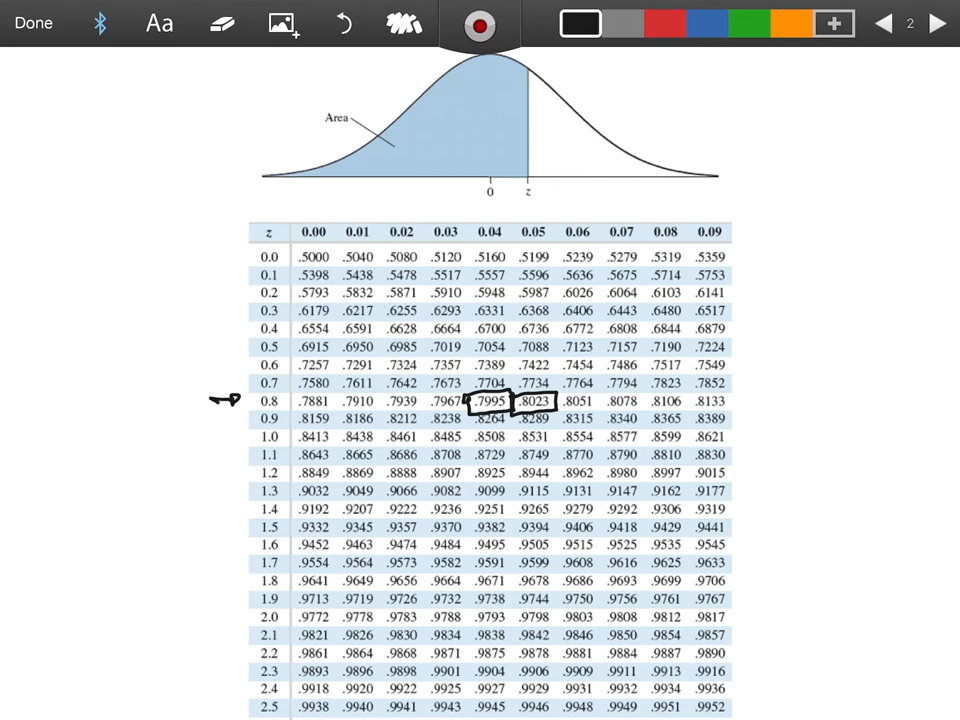 Done Aa 2
Area
0 z
z 0.00 0.01 0.02 0.03 0.04 0.05 0.06 0.07 0.08 0.09
0.0 .5000 .5040 .5080 .5120 .5160 .5199 .5239 .5279 .5319 .5359
0.1 .5398 .5438 .5478 .5517 .5557 .5596 .5636 .5675 .5714 .5753
0.2 .5793 .5832 .5871 .5910 .5948 .5987 .6026 .6064 .6103 .6141
0.3 .6179 .6217 .6255 .6293 .6331 .6368 .6406 .6443 .6480 .6517
0.4 .6554 .6591 .6628 .6664 .6700 .6736 .6772 .6808 .6844 .6879
0.5 .6915 .6950 .6985 .7019 .7054 .7088 .7123 .7157 .7190 .7224
0.6 .7257 .7291 .7324 .7357 .7389 .7422 .7454 .7486 .7517 .7549
0.7 .7580 .7611 .7642 .7673 .7704 .7734 .7764 .7794 .7823 .7852
0.8 .7881 .7910 .7939 .7967 .7995 .8023 .8051 .8078 .8106 .8133
0.9 .8159 .8186 .8212 .8238 .8264 .8289 .8315 .8340 .8365 .8389
1.0 .8413 .8438 .8461 .8485 .8508 .8531 .8554 .8577 .8599 .8621
1.1 .8643 .8665 .8686 .8708 .8729 .8749 .8770 .8790 .8810 .8830
1.2 .8849 .8869 .8888 .8907 .8925 .8944 .8962 .8980 .8997 .9015
1.3 .9032 .9049 .9066 .9082 .9099 .9115 .9131 .9147 .9162 .9177
1.4 .9192 .9207 .9222 .9236 .9251 .9265 .9279 .9292 .9306 .9319
1.5 .9332 .9345 .9357 .9370 .9382 .9394 .9406 .9418 .9429 .9441
1.6 .9452 .9463 .9474 .9484 .9495 .9505 .9515 .9525 .9535 .9545
1.7 .9554 .9564 .9573 .9582 .9591 .9599 .9608 .9616 .9625 .9633
1.8 .9641 .9649 .9656 .9664 .9671 .9678 .9686 .9693 .9699 .9706
1.9 .9713 .9719 .9726 .9732 .9738 .9744 .9750 .9756 .9761 .9767
2.0 .9772 .9778 .9783 .9788 .9793 .9798 .9803 .9808 .9812 .9817
2.1 .9821 .9826 .9830 .9834 .9838 .9842 .9846 .9850 .9854 .9857
2.2 .9861 .9864 .9868 .9871 .9875 .9878 .9881 .9884 .9887 .9890
2.3 .9893 .9896 .9898 .9901 .9904 .9906 .9909 .9911 .9913 .9916
2.4 .9918 .9920 .9922 .9925 .9927 .9929 .9931 .9932 .9934 .9936
2.5 .9938 .9940 .9941 .9943 .9945 .9946 .9948 .9949 .9951 .9952